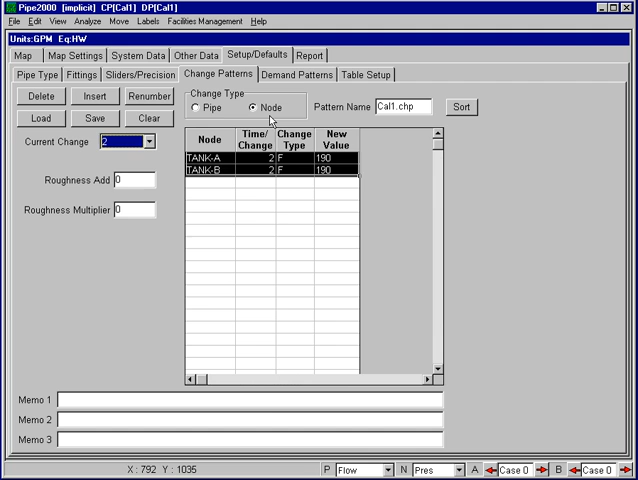 Pipe2000 [implicit] CP[Cal1] DP[Cal1]
File Edit View Analyze Move Labels Facilities Management Help
Units:GPM Eq:HW
Map Map Settings System Data Other Data Setup/Defaults Report
Pipe Type Fittings Sliders/Precision Change Patterns Demand Patterns Table Setup
Delete Insert Renumber
Load Save Clear
Change Type
Pipe Node
Pattern Name Cal1.chp Sort
Current Change 2
Roughness Add 0
Roughness Multiplier 0
Node Time/Change Change Type New Value
TANK-A 2 F 190
TANK-B 2 F 190
Memo 1
Memo 2
Memo 3
X : 792 Y : 1035 P Flow N Pres A Case 0 B Case 0